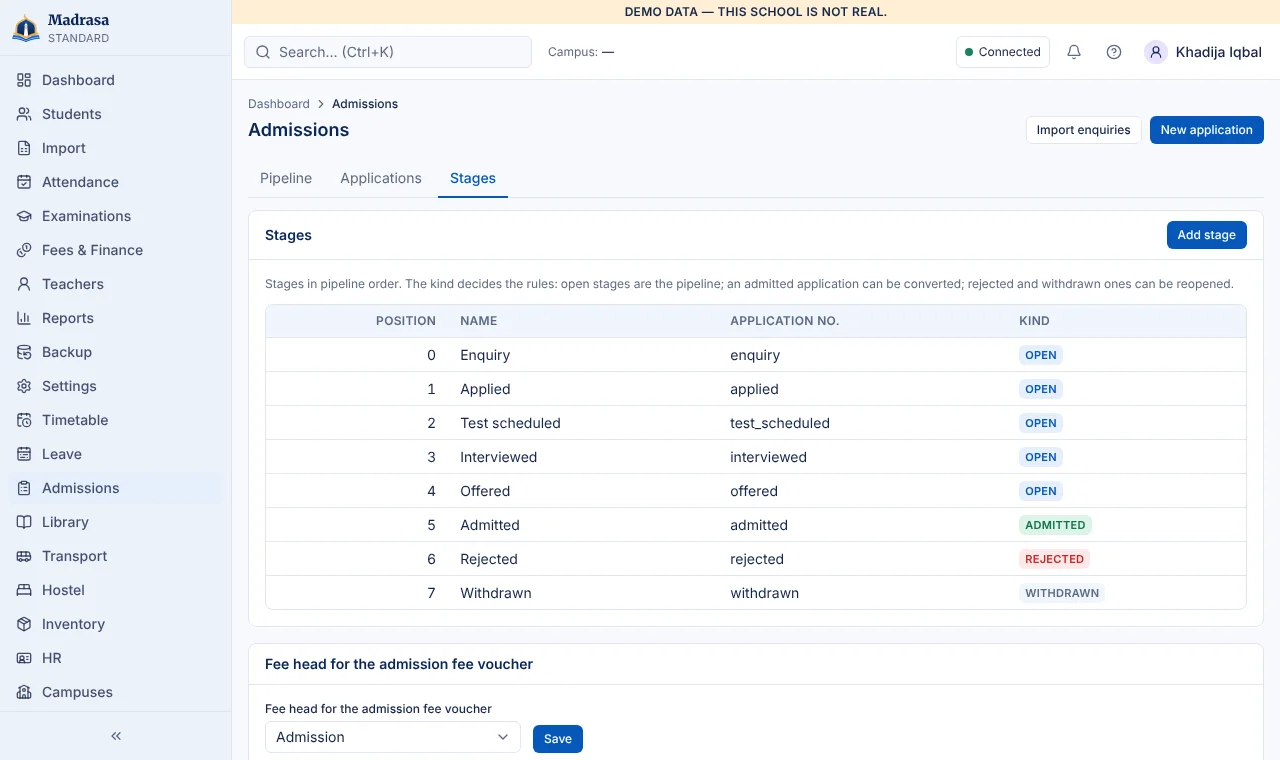 DEMO DATA — THIS SCHOOL IS NOT REAL.
Madrasa
STANDARD
Search... (Ctrl+K)
Campus: —
Connected
Khadija Iqbal
Dashboard
Students
Import
Attendance
Examinations
Fees & Finance
Teachers
Reports
Backup
Settings
Timetable
Leave
Admissions
Library
Transport
Hostel
Inventory
HR
Campuses
Dashboard > Admissions
Admissions
Import enquiries
New application
Pipeline Applications Stages
Stages
Add stage
Stages in pipeline order. The kind decides the rules: open stages are the pipeline; an admitted application can be converted; rejected and withdrawn ones can be reopened.
POSITION NAME APPLICATION NO. KIND
0 Enquiry enquiry OPEN
1 Applied applied OPEN
2 Test scheduled test_scheduled OPEN
3 Interviewed interviewed OPEN
4 Offered offered OPEN
5 Admitted admitted ADMITTED
6 Rejected rejected REJECTED
7 Withdrawn withdrawn WITHDRAWN
Fee head for the admission fee voucher
Fee head for the admission fee voucher
Admission
Save